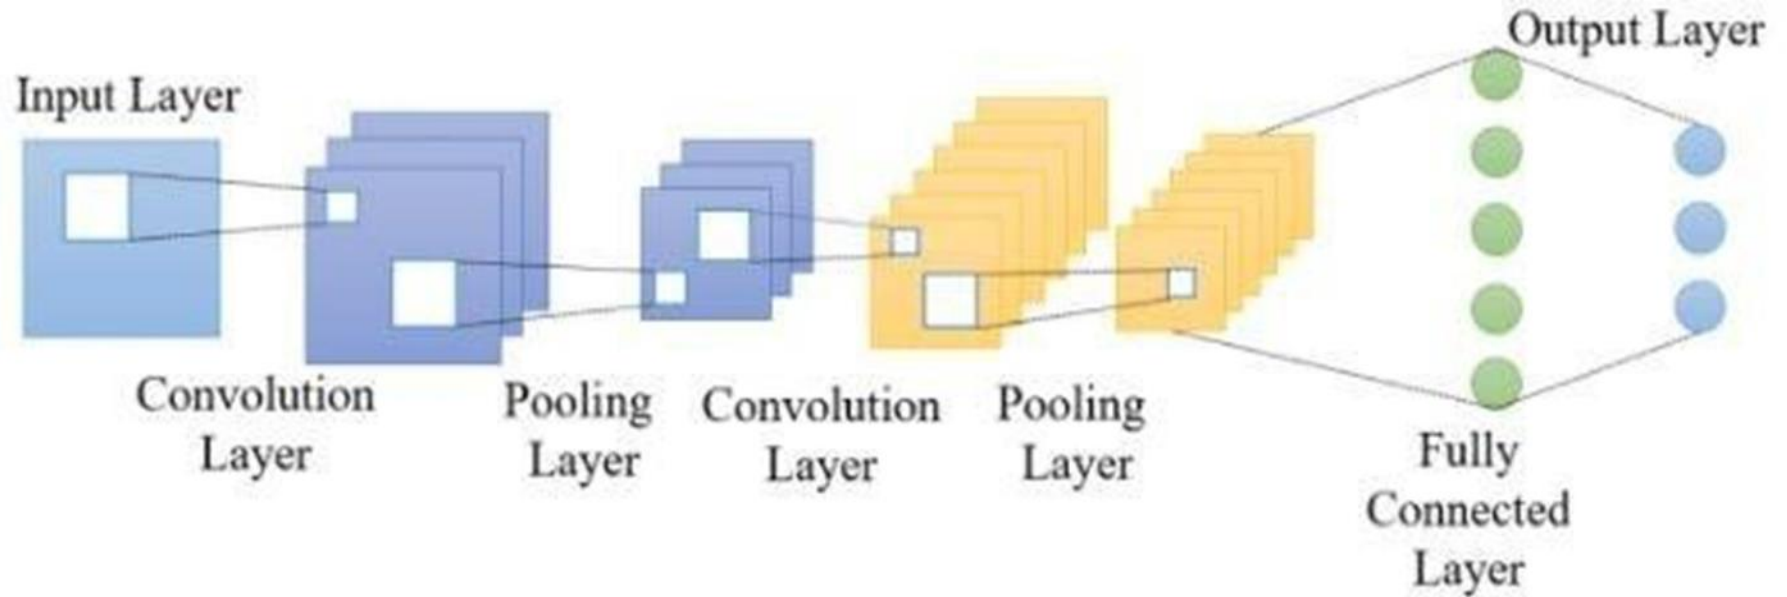 Output Layer
Input Layer
Convolution
Layer
Pooling
Layer
Convolution
Layer
Pooling
Layer
Fully
Connected
Layer